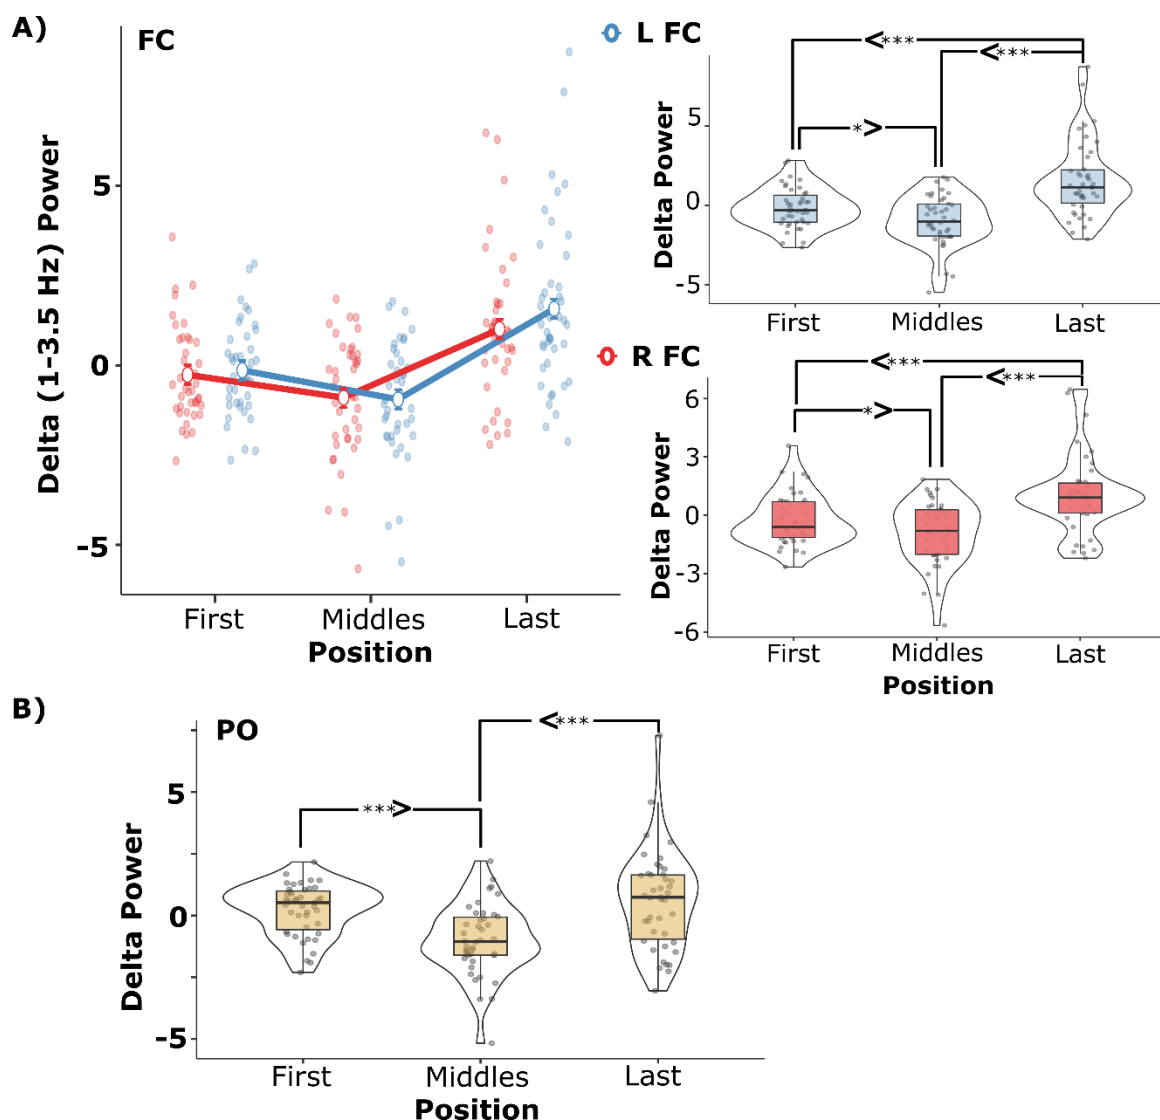 A)
FC
Delta (1-3.5 Hz) Power
5
0
-5
First Middles Last
Position
L FC
Delta Power
5
0
-5
<***
<***
*>
First Middles Last
R FC
Delta Power
6
3
0
-3
-6
<***
<***
*>
First Middles Last
Position
B)
PO
Delta Power
5
0
-5
<***
***>
First Middles Last
Position